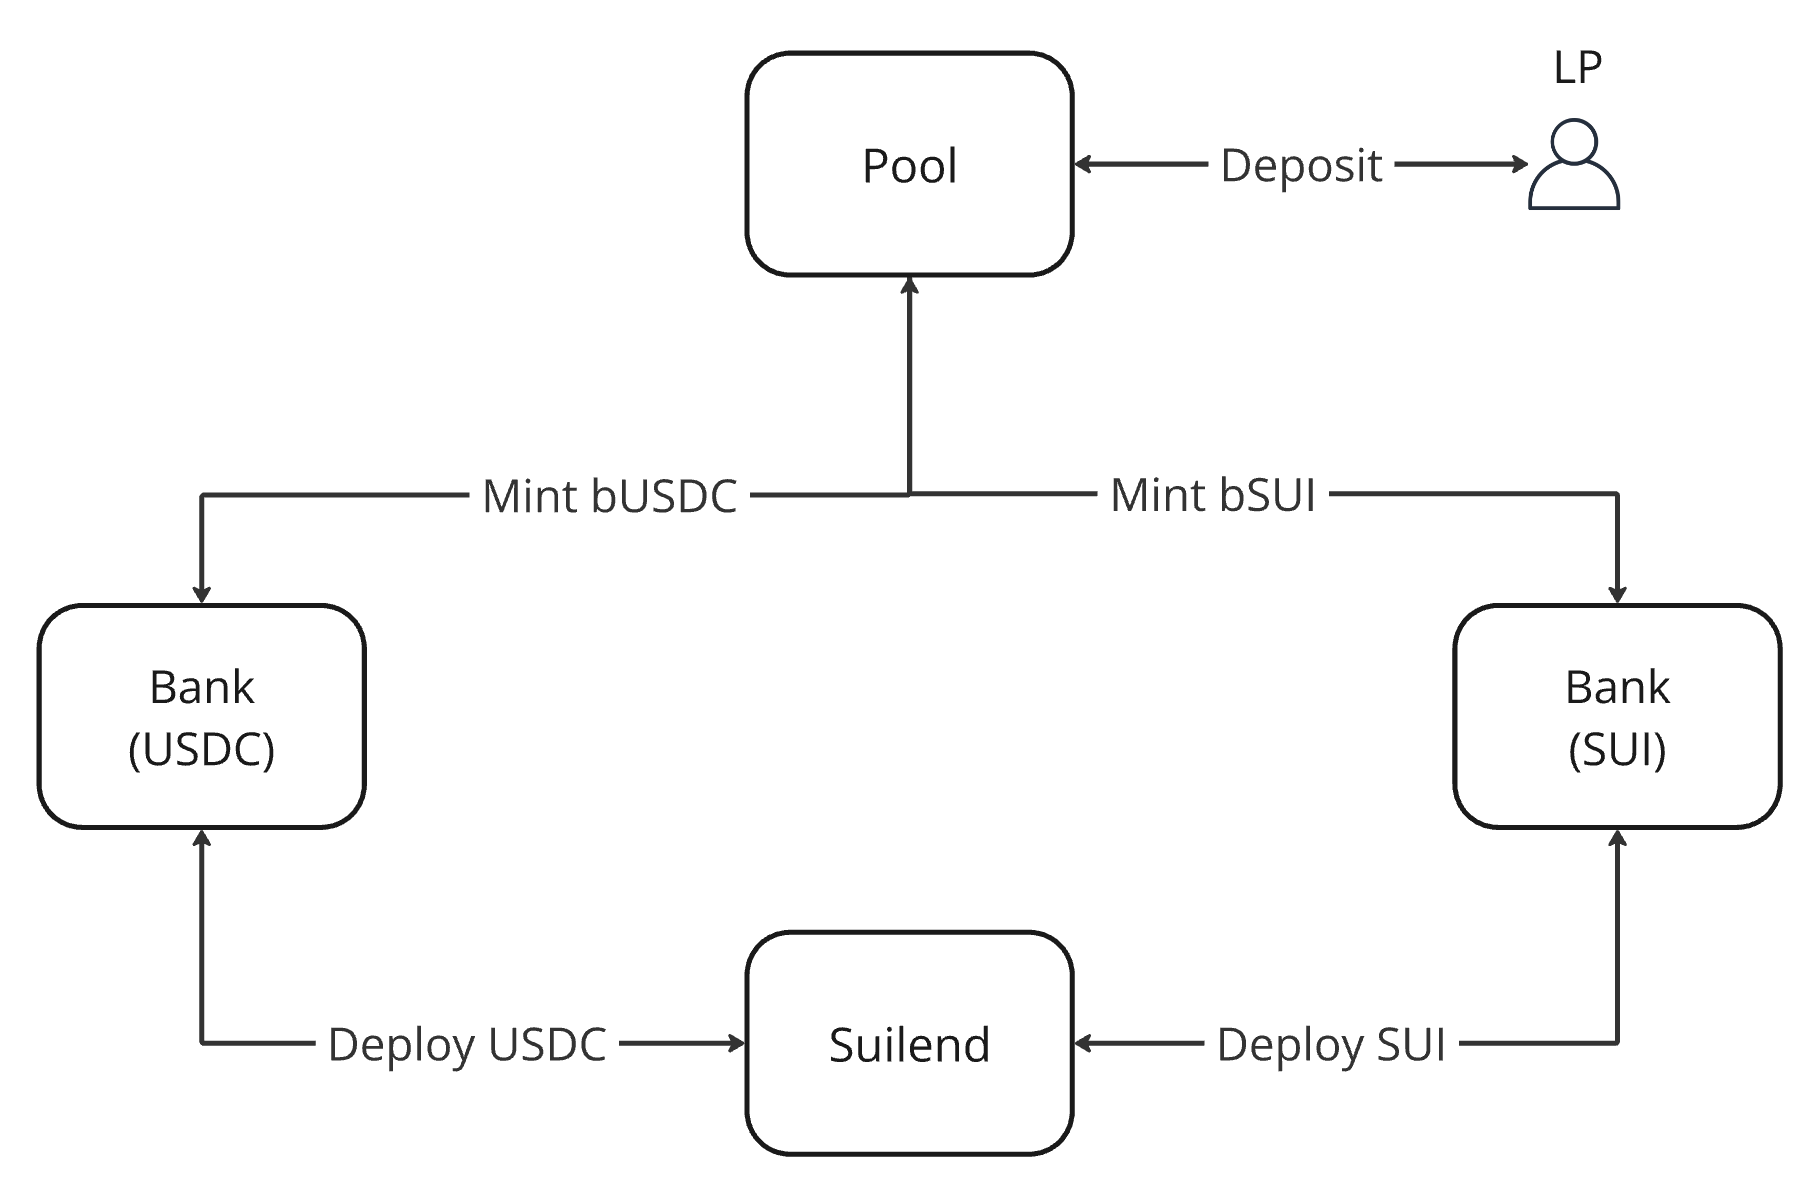 LP
Pool
Deposit
Mint bUSDC
Mint bSUI
Bank
(USDC)
Bank
(SUI)
Deploy USDC
Suilend
Deploy SUI